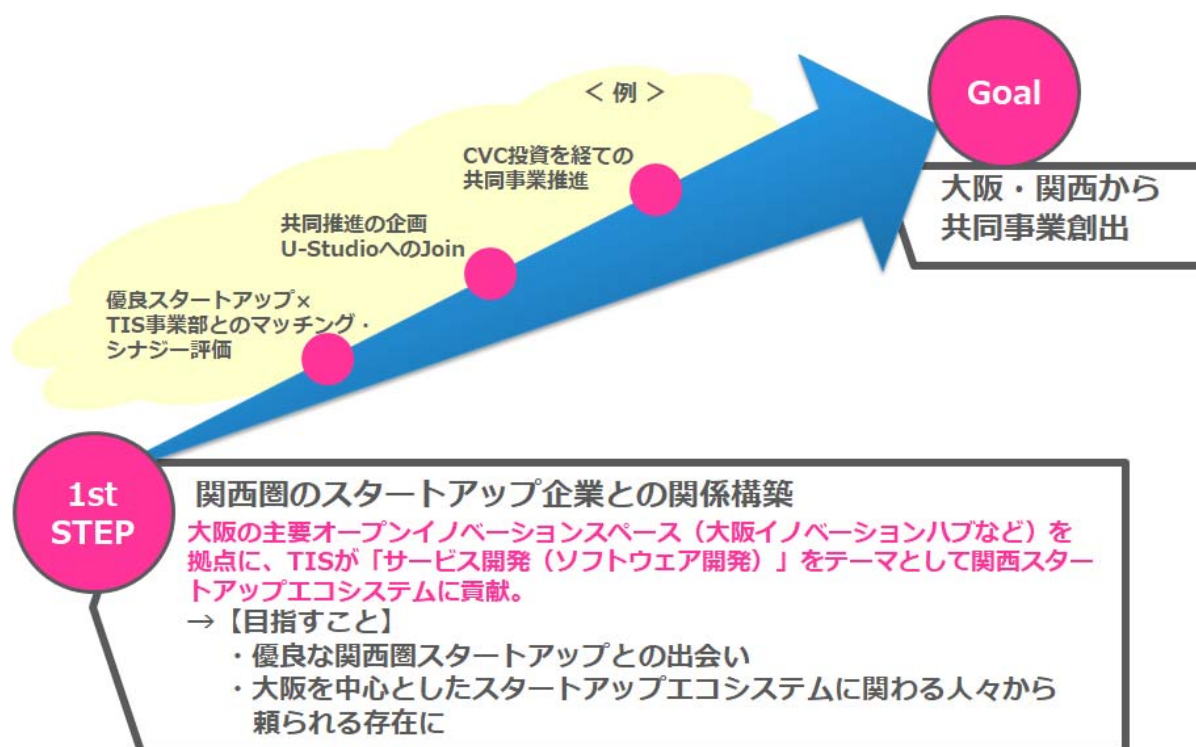 ＜ 例 ＞
Goal
CVC投資を経ての
共同事業推進
大阪・関西から
共同事業創出
共同推進の企画
U-StudioへのJoin
優良スタートアップ×
TIS事業部とのマッチング・
シナジー評価
1st
STEP
関西圏のスタートアップ企業との関係構築
大阪の主要オープンイノベーションスペース（大阪イノベーションハブなど）を
拠点に、TISが「サービス開発（ソフトウェア開発）」をテーマとして関西スター
トアップエコシステムに貢献。
→【目指すこと】
・優良な関西圏スタートアップとの出会い
・大阪を中心としたスタートアップエコシステムに関わる人々から
頼られる存在に